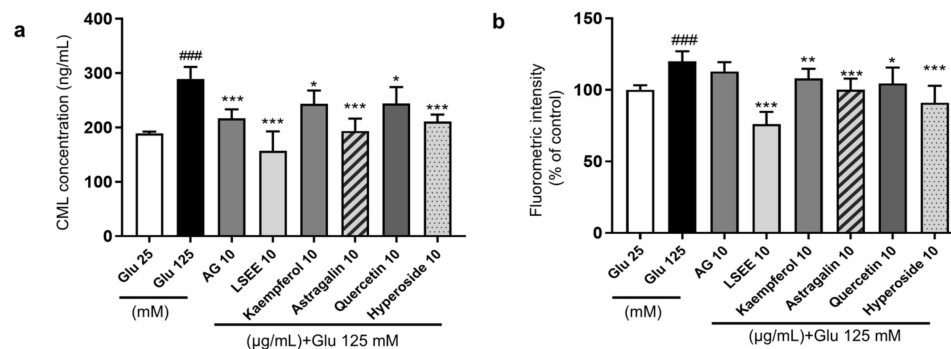 a
CML concentration (ng/mL)
400
300
200
100
0
###
***
***
*
***
*
***
Glu 25
Glu 125
AG 10
LSEE 10
Kaempferol 10
Astragalin 10
Quercetin 10
Hyperoside 10
(mM)
(µg/mL)+Glu 125 mM
b
Fluorometric intensity
(% of control)
150
100
50
0
###
***
**
***
*
***
Glu 25
Glu 125
AG 10
LSEE 10
Kaempferol 10
Astragalin 10
Quercetin 10
Hyperoside 10
(mM)
(µg/mL)+Glu 125 mM